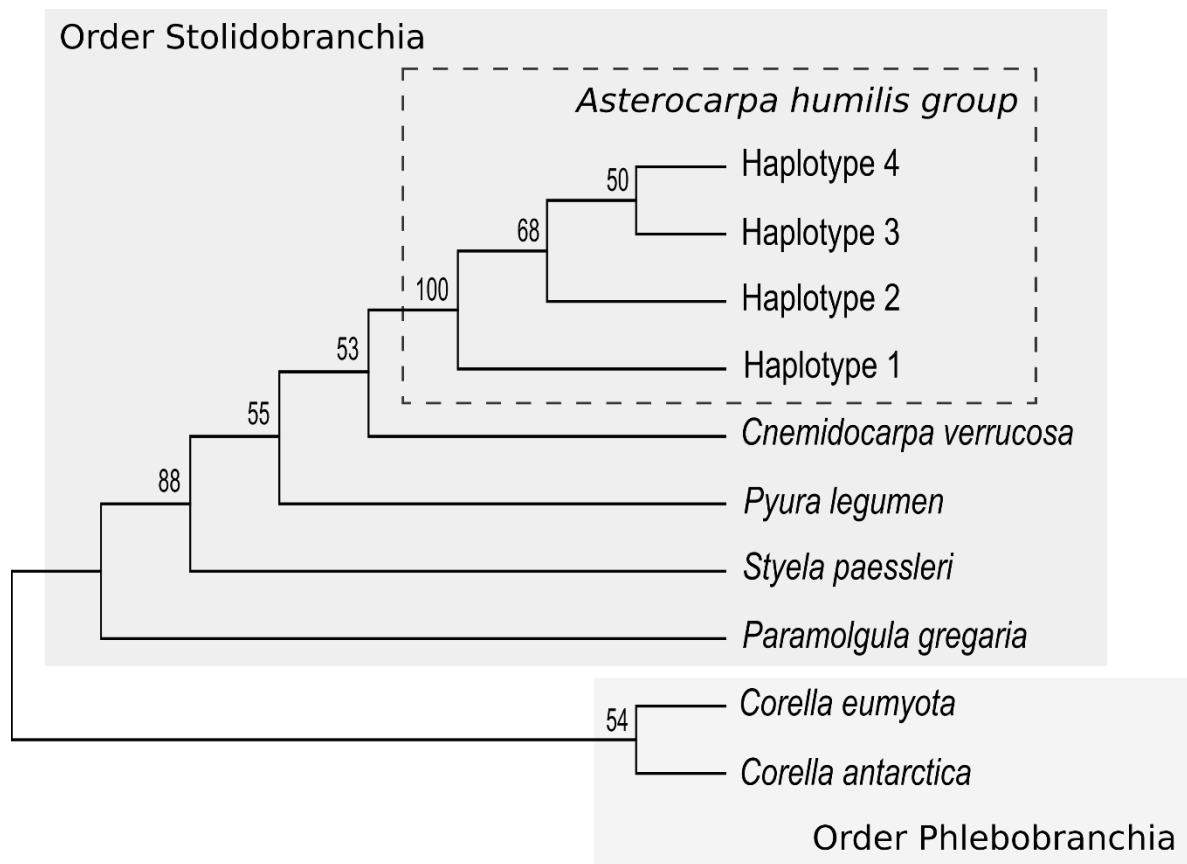 Order Stolidobranchia
Asterocarpa humilis group
50
Haplotype 4
68
Haplotype 3
100
Haplotype 2
53
Haplotype 1
55
Cnemidocarpa verrucosa
88
Pyura legumen
Styela paessleri
Paramolgula gregaria
54
Corella eumyota
Corella antarctica
Order Phlebobranchia